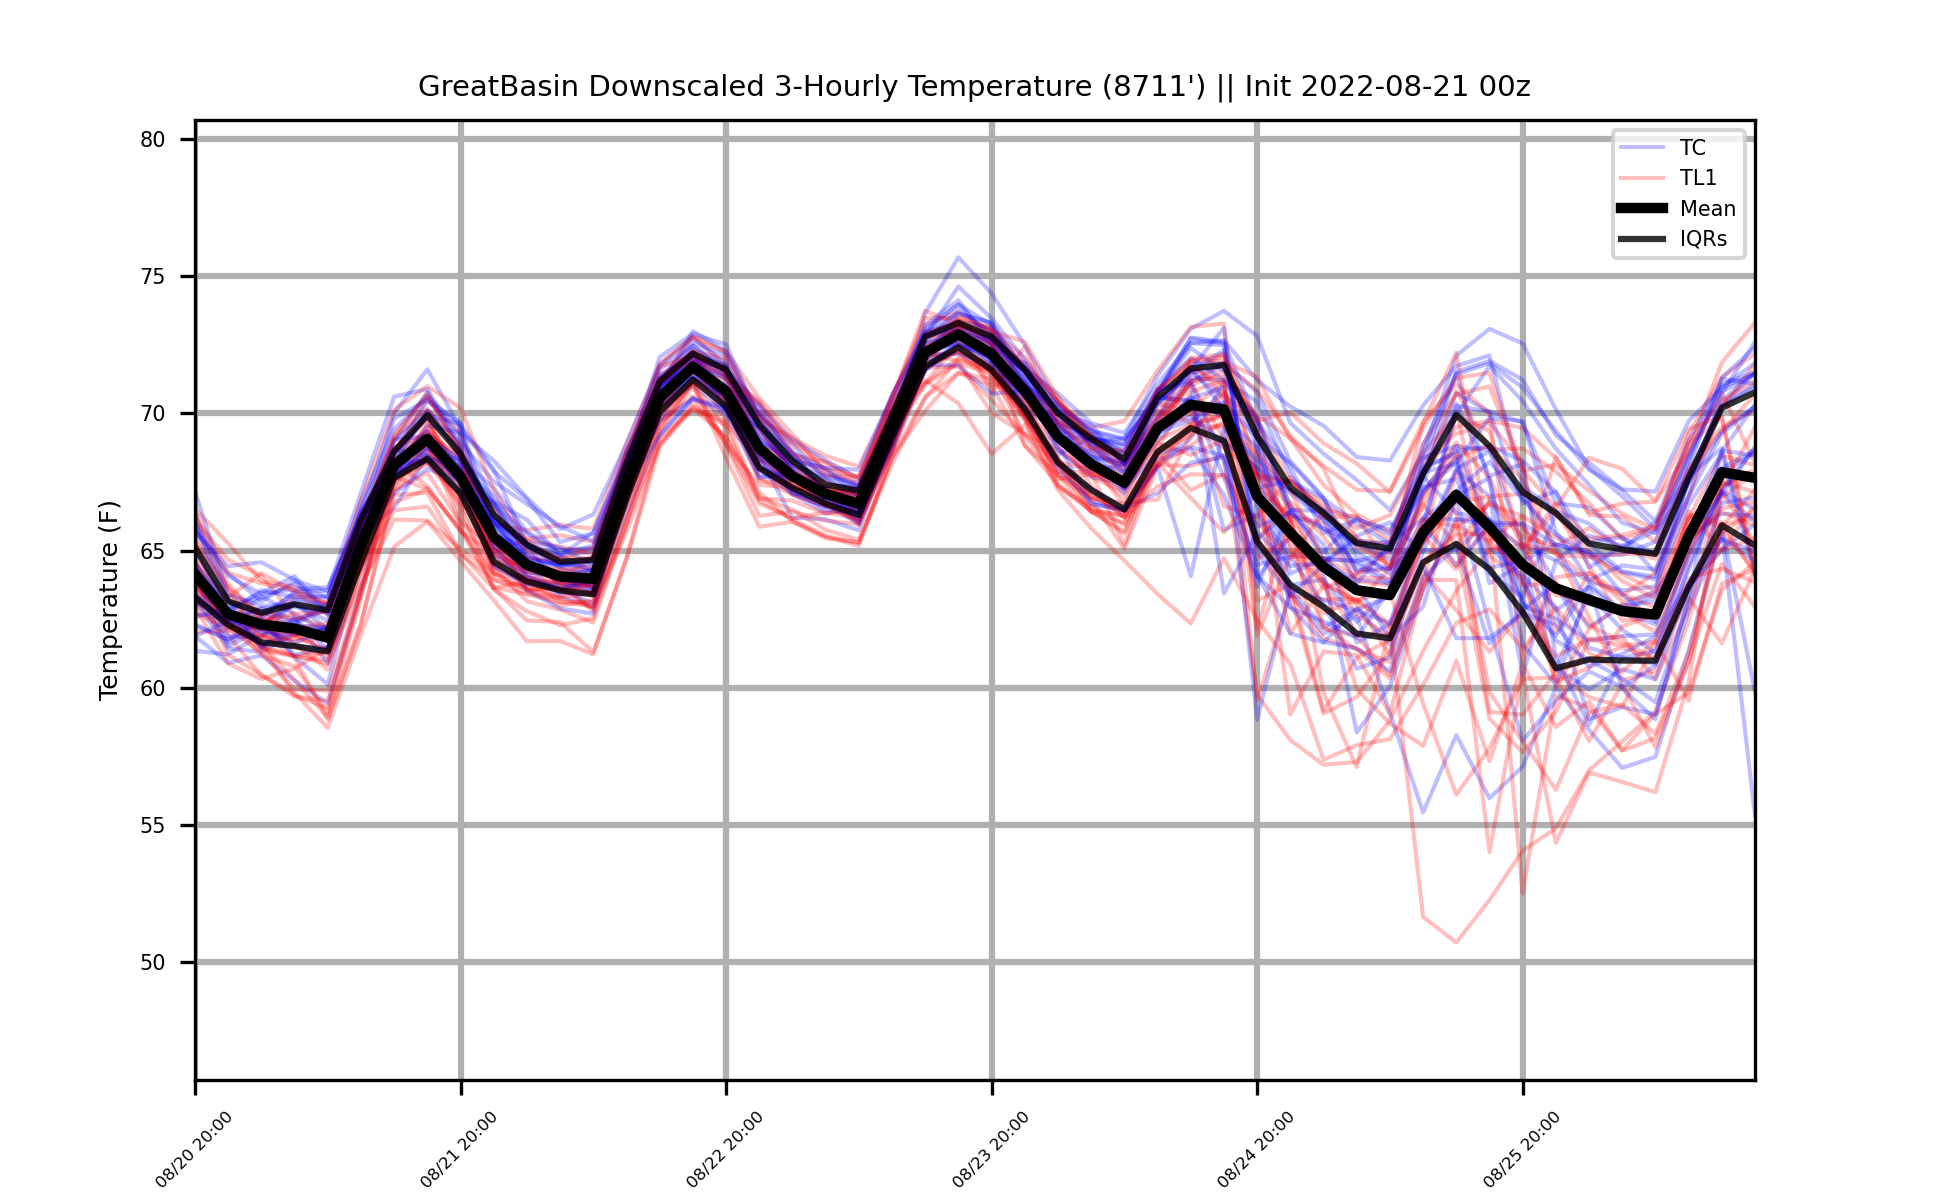 GreatBasin Downscaled 3-Hourly Temperature (8711') || Init 2022-08-21 00z
TC
TL1
Mean
IQRs
Temperature (F)
80
75
70
65
60
55
50
08/20 20:00
08/21 20:00
08/22 20:00
08/23 20:00
08/24 20:00
08/25 20:00